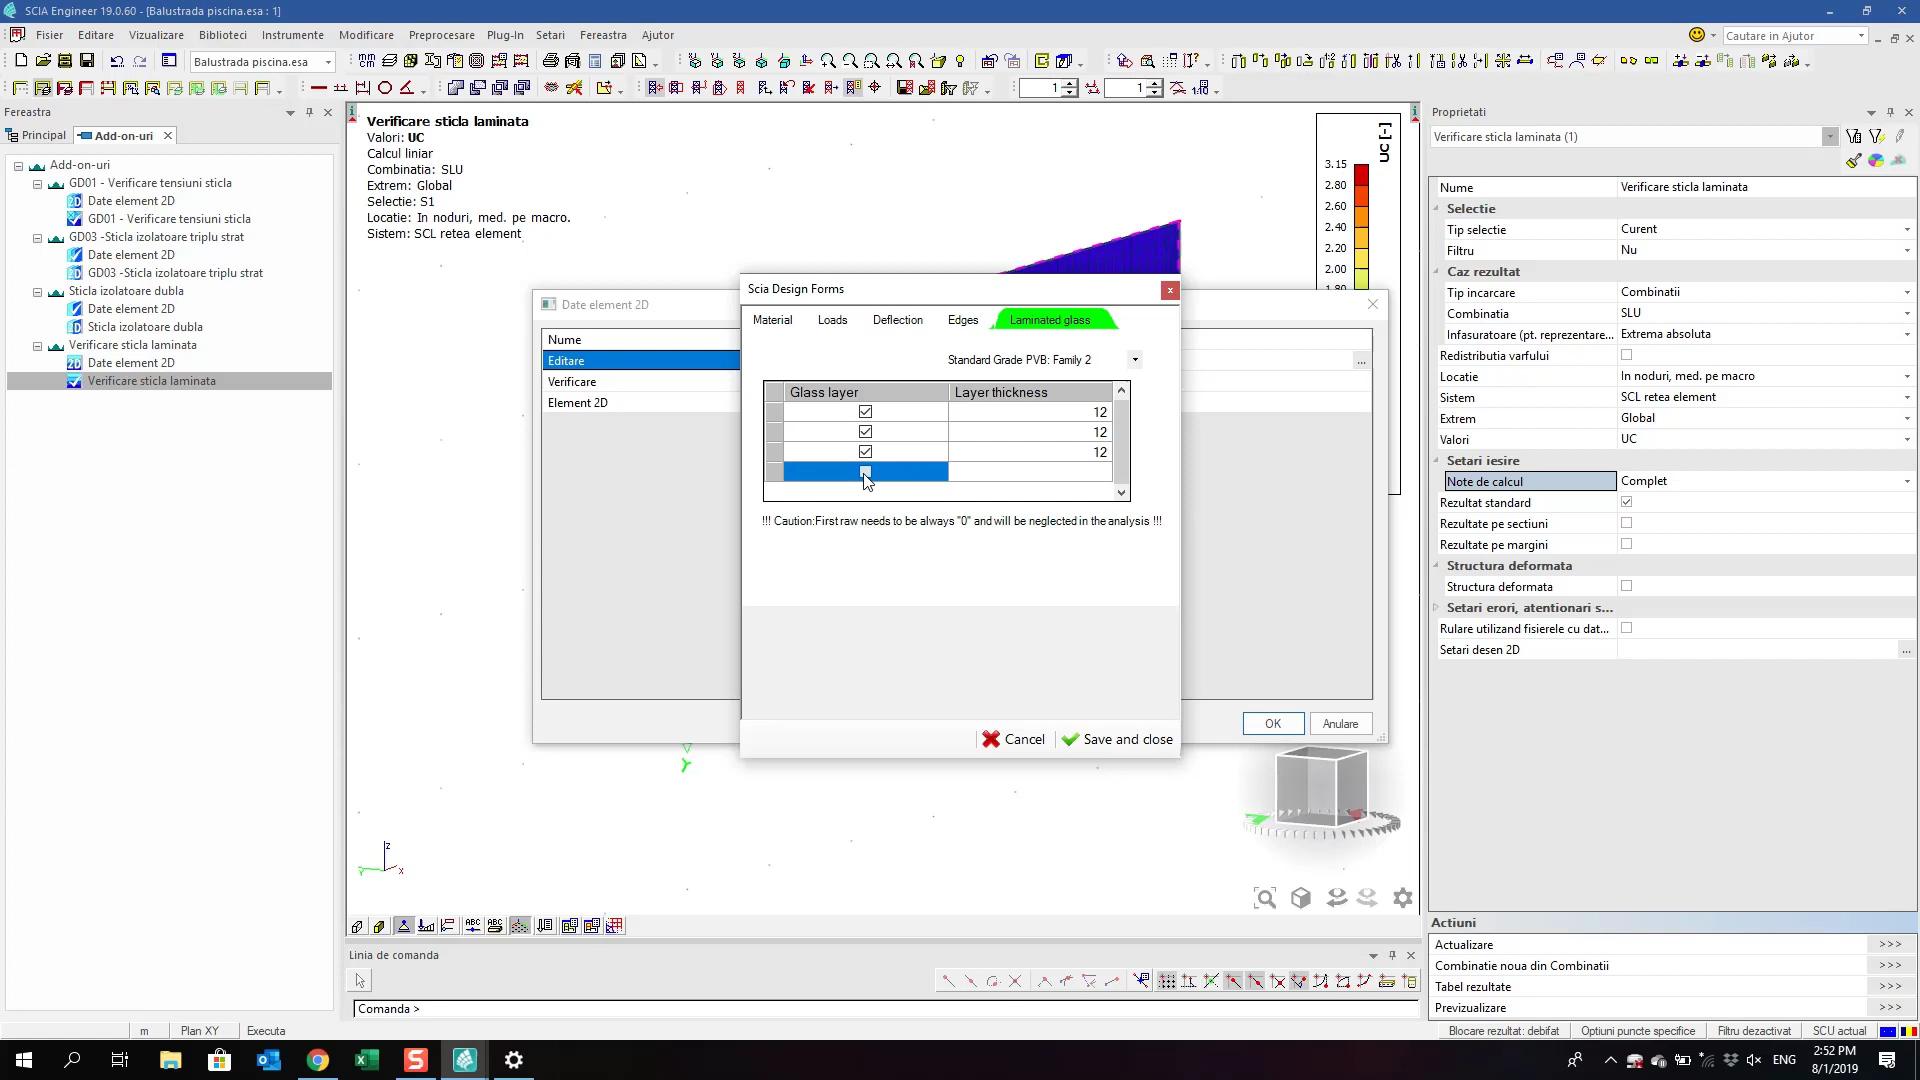 SCIA Engineer 19.0.60 - [Balustrada piscina.esa : 1]
Fisier Editare Vizualizare Biblioteci Instrumente Modificare Preprocesare Plug-In Setari Fereastra Ajutor
Cautare in Ajutor
Balustrada piscina.esa
1 1
Fereastra
Principal Add-on-uri
Add-on-uri
GD01 - Verificare tensiuni sticla
Date element 2D
GD01 - Verificare tensiuni sticla
GD03 -Sticla izolatoare triplu strat
Date element 2D
GD03 -Sticla izolatoare triplu strat
Sticla izolatoare dubla
Date element 2D
Sticla izolatoare dubla
Verificare sticla laminata
Date element 2D
Verificare sticla laminata
Verificare sticla laminata
Valori: UC
Calcul liniar
Combinatia: SLU
Extrem: Global
Selectie: S1
Locatie: In noduri, med. pe macro.
Sistem: SCL retea element
UC [-]
3.15
2.80
2.60
2.40
2.20
2.00
1.80
Date element 2D
Nume
Editare
Verificare
Element 2D
OK Anulare
Scia Design Forms
Material Loads Deflection Edges Laminated glass
Standard Grade PVB: Family 2
Glass layer Layer thickness
12
12
12
!!! Caution:First raw needs to be always "0" and will be neglected in the analysis !!!
Cancel Save and close
z
Y x
Y
ABC ABC
Linia de comanda
Comanda >
Proprietati
Verificare sticla laminata (1)
Nume Verificare sticla laminata
Selectie
Tip selectie Curent
Filtru Nu
Caz rezultat
Tip incarcare Combinatii
Combinatia SLU
Infasuratoare (pt. reprezentare... Extrema absoluta
Redistributia varfului
Locatie In noduri, med. pe macro
Sistem SCL retea element
Extrem Global
Valori UC
Setari iesire
Note de calcul Complet
Rezultat standard
Rezultate pe sectiuni
Rezultate pe margini
Structura deformata
Structura deformata
Setari erori, atentionari s...
Rulare utilizand fisierele cu dat...
Setari desen 2D ...
Actiuni
Actualizare >>>
Combinatie noua din Combinatii >>>
Tabel rezultate >>>
Previzualizare >>>
m Plan XY Executa
Blocare rezultat: debifat Optiuni puncte specifice Filtru dezactivat SCU actual
ENG
2:52 PM
8/1/2019